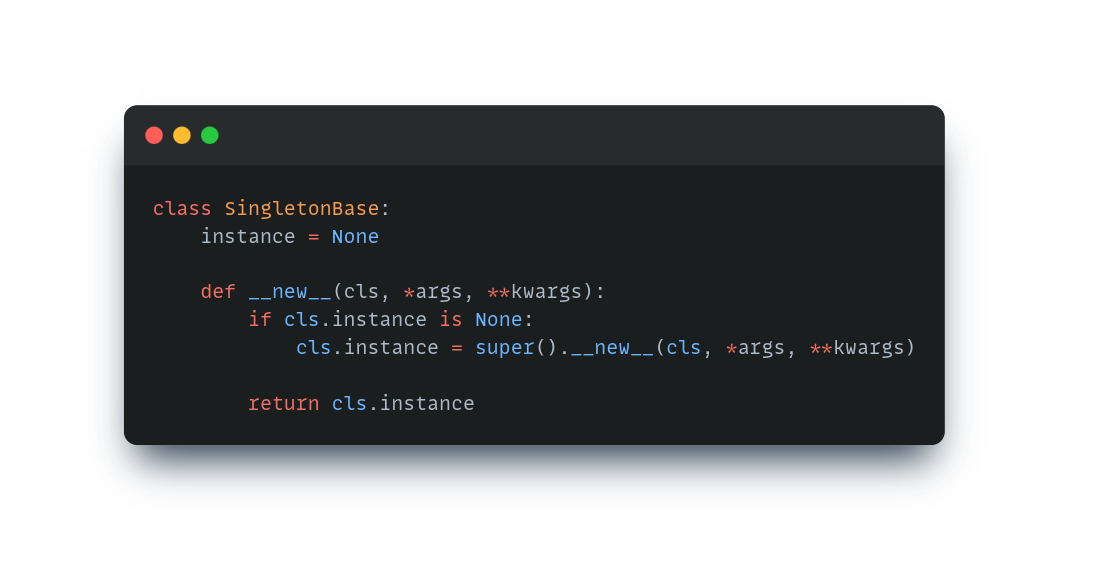 class SingletonBase:
    instance = None

    def __new__(cls, *args, **kwargs):
        if cls.instance is None:
            cls.instance = super().__new__(cls, *args, **kwargs)

        return cls.instance